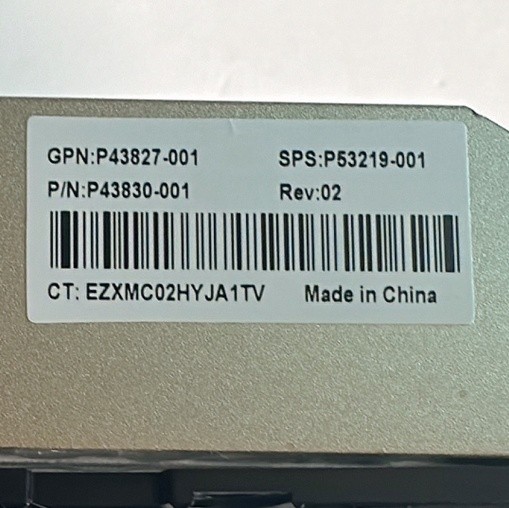 GPN:P43827-001 SPS:P53219-001
P/N:P43830-001 Rev:02
CT: EZXMC02HYJA1TV Made in China